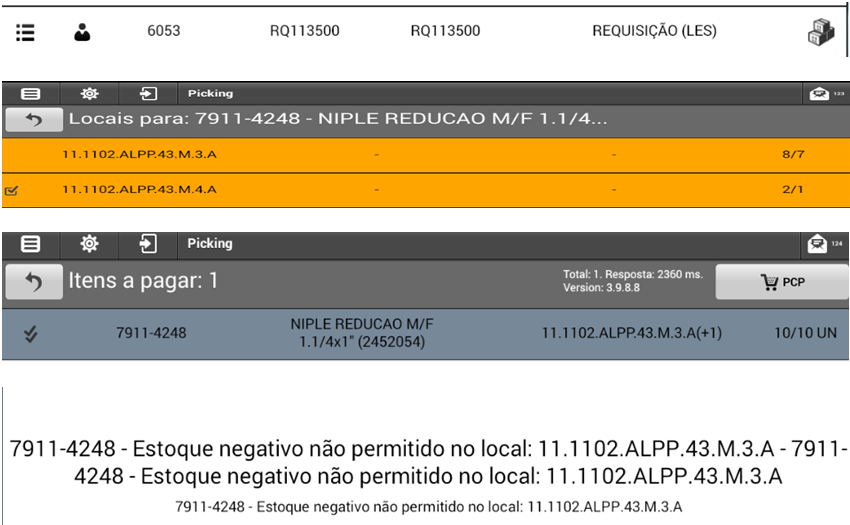 6053 RQ113500 RQ113500 REQUISIÇÃO (LES)
Picking 123
Locais para: 7911-4248 - NIPLE REDUCAO M/F 1.1/4...
11.1102.ALPP.43.M.3.A - - 8/7
11.1102.ALPP.43.M.4.A - - 2/1
Picking 124
Itens a pagar: 1
Total: 1. Resposta: 2360 ms.
Version: 3.9.8.8
PCP
7911-4248 NIPLE REDUCAO M/F 11.1102.ALPP.43.M.3.A(+1) 10/10 UN
1.1/4x1" (2452054)
7911-4248 - Estoque negativo não permitido no local: 11.1102.ALPP.43.M.3.A - 7911-
4248 - Estoque negativo não permitido no local: 11.1102.ALPP.43.M.3.A
7911-4248 - Estoque negativo não permitido no local: 11.1102.ALPP.43.M.3.A